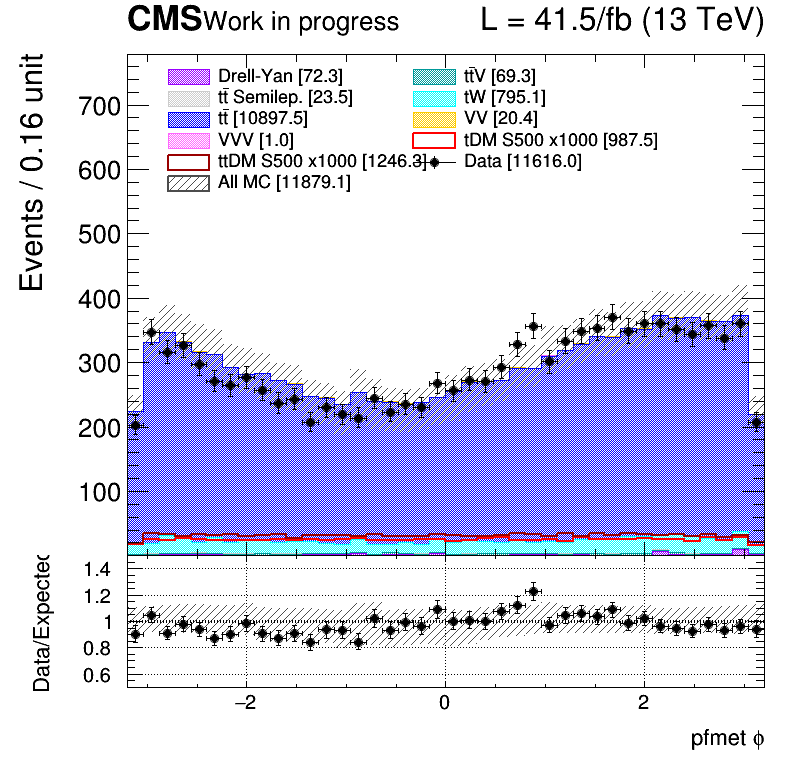 CMS Work in progress L = 41.5/fb (13 TeV)
Drell-Yan [72.3] tt̄V [69.3]
tt̄ Semilep. [23.5] tW [795.1]
tt̄ [10897.5] VV [20.4]
VVV [1.0] tDM S500 x1000 [987.5]
ttDM S500 x1000 [1246.3] Data [11616.0]
All MC [11879.1]
Events / 0.16 unit
700
600
500
400
300
200
100
Data/Expected
1.4
1.2
1
0.8
0.6
−2 0 2
pfmet ϕ